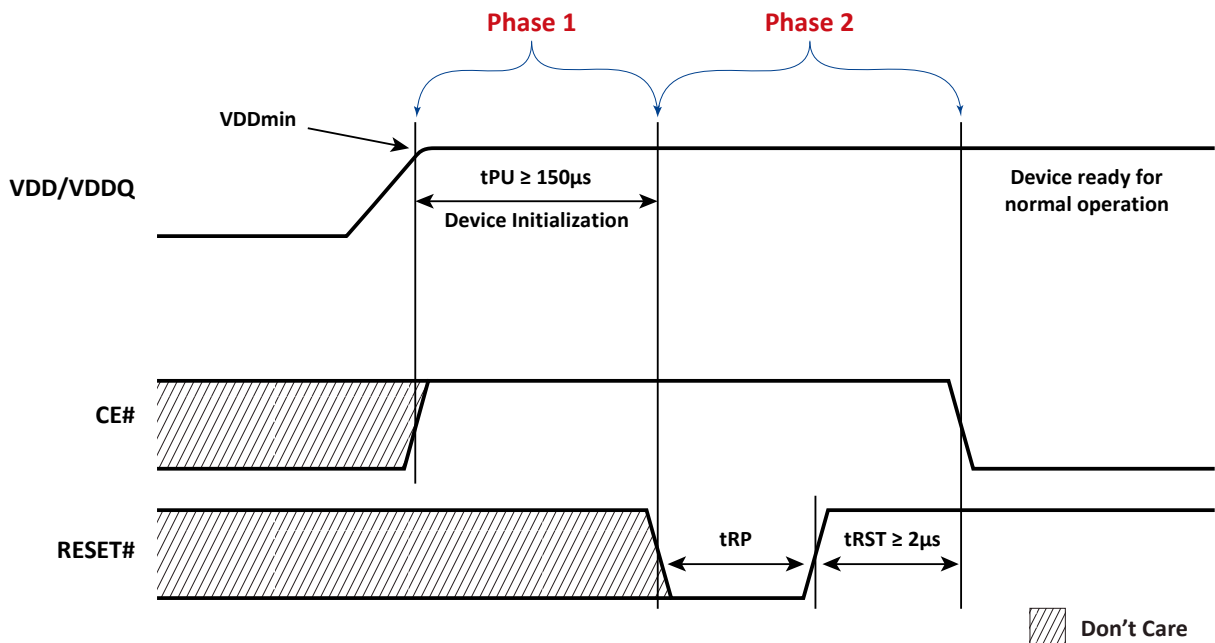 Phase 1
Phase 2
VDDmin
VDD/VDDQ
tPU ≥ 150µs
Device Initialization
Device ready for
normal operation
CE#
RESET#
tRP
tRST ≥ 2µs
Don't Care